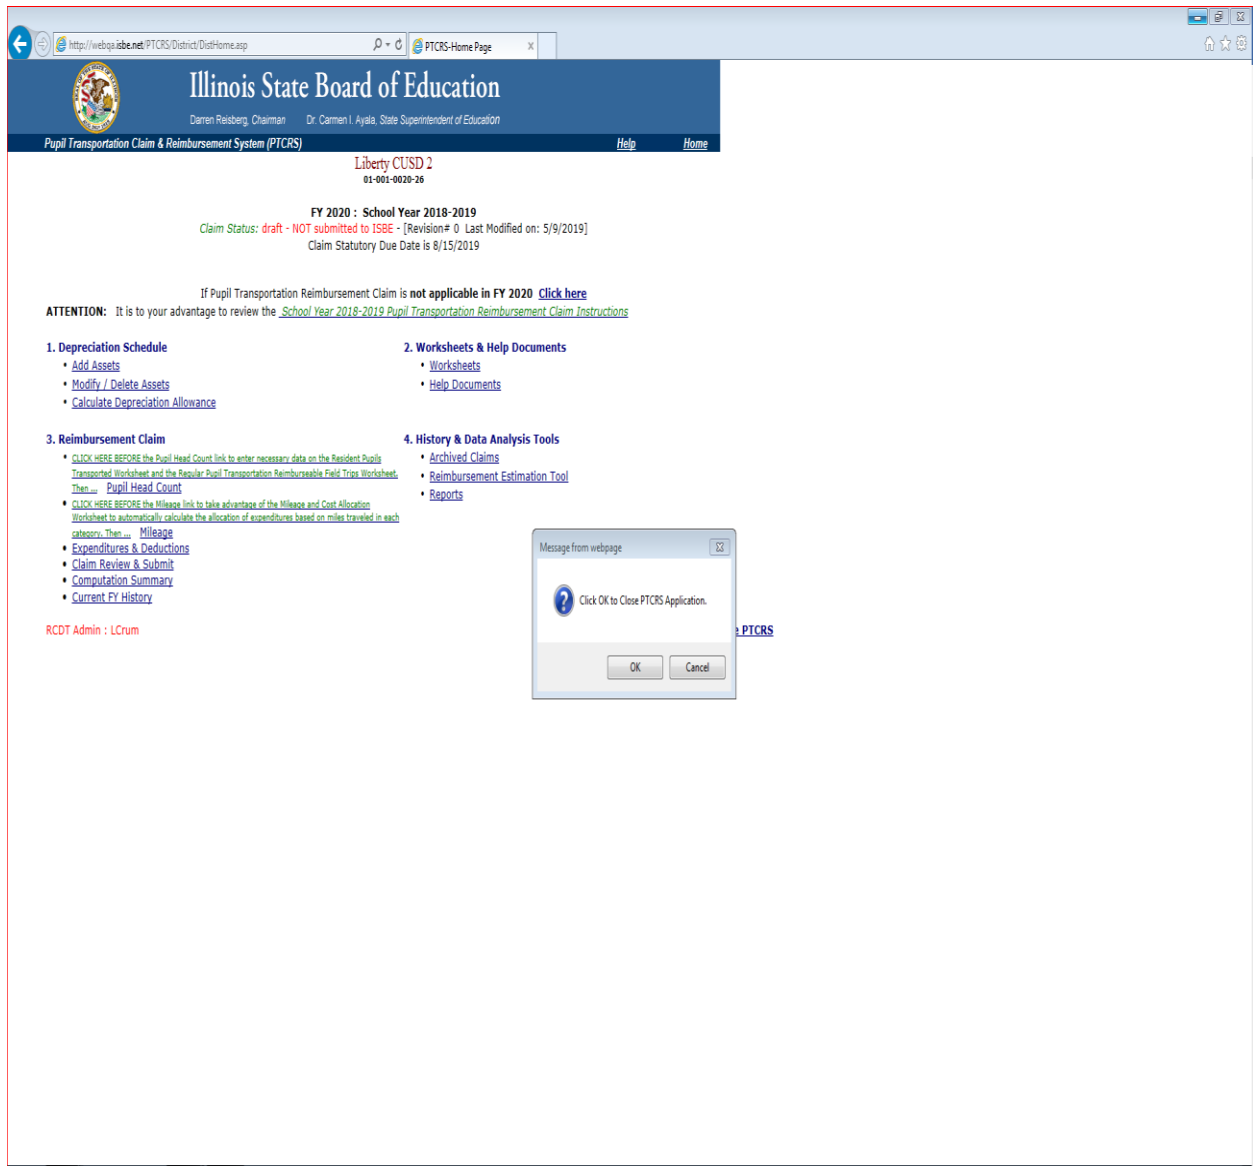 http://webqa.isbe.net/PTCRS/District/DistHome.asp
PTCRS-Home Page
Illinois State Board of Education
Darren Reisberg, Chairman Dr. Carmen I. Ayala, State Superintendent of Education
Pupil Transportation Claim & Reimbursement System (PTCRS) Help Home
Liberty CUSD 2
01-001-0020-26
FY 2020 : School Year 2018-2019
Claim Status: draft - NOT submitted to ISBE - [Revision# 0 Last Modified on: 5/9/2019]
Claim Statutory Due Date is 8/15/2019
If Pupil Transportation Reimbursement Claim is not applicable in FY 2020 Click here
ATTENTION: It is to your advantage to review the School Year 2018-2019 Pupil Transportation Reimbursement Claim Instructions
1. Depreciation Schedule
• Add Assets
• Modify / Delete Assets
• Calculate Depreciation Allowance
2. Worksheets & Help Documents
• Worksheets
• Help Documents
3. Reimbursement Claim
• CLICK HERE BEFORE the Pupil Head Count link to enter necessary data on the Resident Pupils
Transported Worksheet and the Regular Pupil Transportation Reimburseable Field Trips Worksheet.
Then ... Pupil Head Count
• CLICK HERE BEFORE the Mileage link to take advantage of the Mileage and Cost Allocation
Worksheet to automatically calculate the allocation of expenditures based on miles traveled in each
category. Then ... Mileage
• Expenditures & Deductions
• Claim Review & Submit
• Computation Summary
• Current FY History
4. History & Data Analysis Tools
• Archived Claims
• Reimbursement Estimation Tool
• Reports
Message from webpage
Click OK to Close PTCRS Application.
OK Cancel
RCDT Admin : LCrum
PTCRS